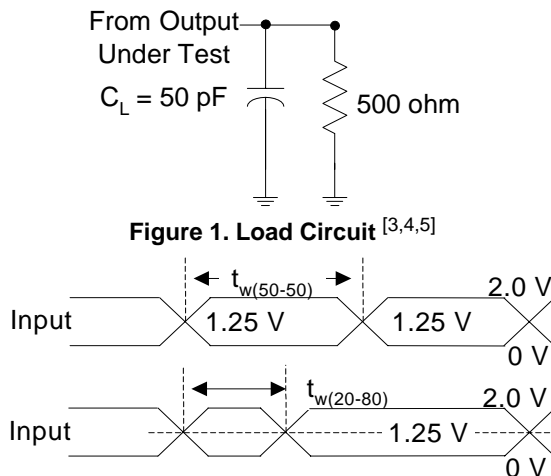 From Output
Under Test
C_L = 50 pF
500 ohm
Figure 1. Load Circuit [3,4,5]
t_w(50-50)
2.0 V
Input
1.25 V
1.25 V
0 V
t_w(20-80)
2.0 V
Input
1.25 V
0 V